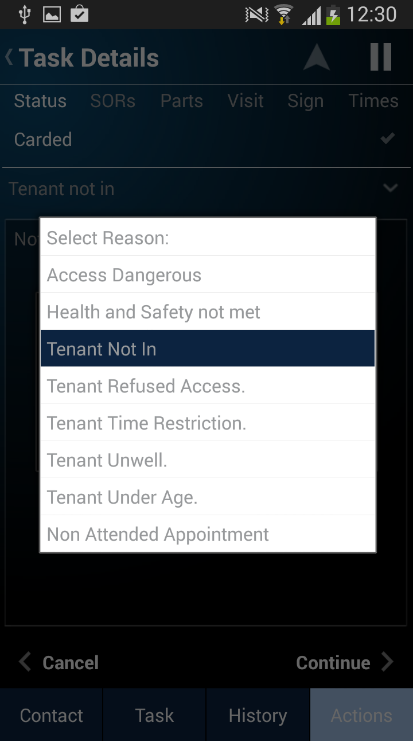 12:30
Task Details
Status SORs Parts Visit Sign Times
Carded
Tenant not in
No
Select Reason:
Access Dangerous
Health and Safety not met
Tenant Not In
Tenant Refused Access.
Tenant Time Restriction.
Tenant Unwell.
Tenant Under Age.
Non Attended Appointment
Cancel Continue
Contact Task History Actions